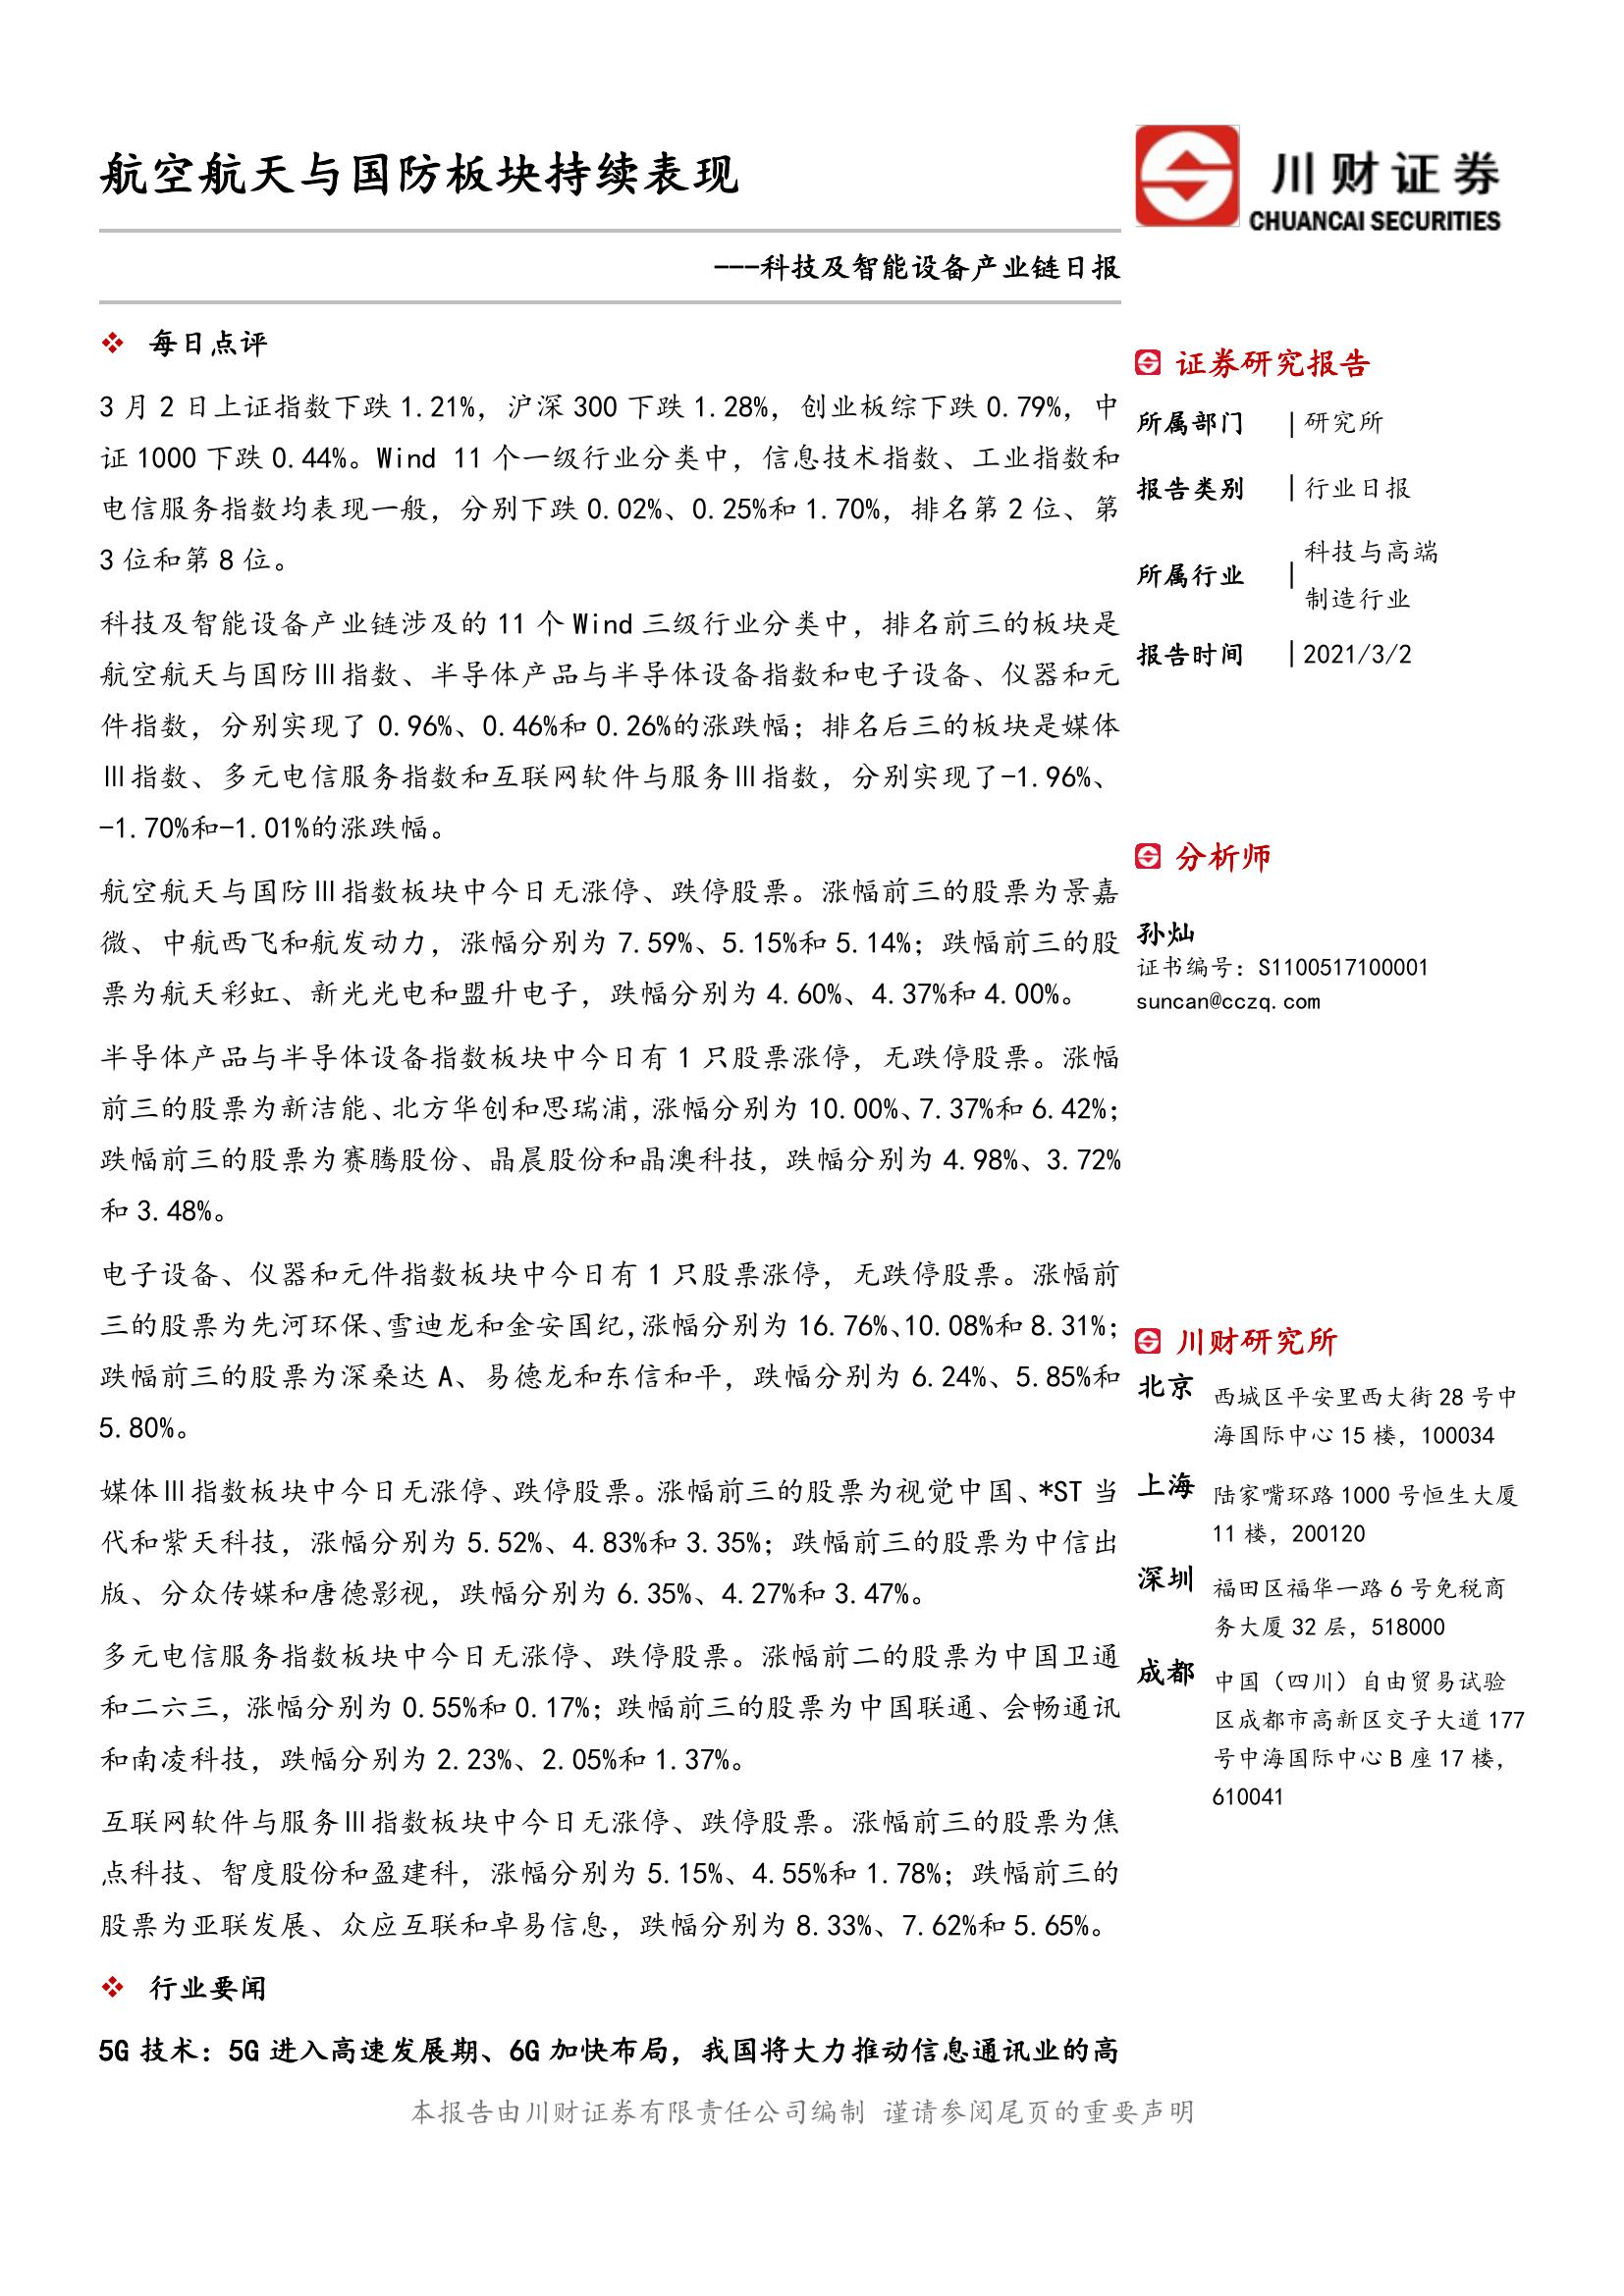 航空航天与国防板块持续表现
川财证券
CHUANCAI SECURITIES
---科技及智能设备产业链日报
每日点评
3 月 2 日上证指数下跌 1.21%，沪深 300 下跌 1.28%，创业板综下跌 0.79%，中
证 1000 下跌 0.44%。Wind 11 个一级行业分类中，信息技术指数、工业指数和
电信服务指数均表现一般，分别下跌 0.02%、0.25%和 1.70%，排名第 2 位、第
3 位和第 8 位。
科技及智能设备产业链涉及的 11 个 Wind 三级行业分类中，排名前三的板块是
航空航天与国防Ⅲ指数、半导体产品与半导体设备指数和电子设备、仪器和元
件指数，分别实现了 0.96%、0.46%和 0.26%的涨跌幅；排名后三的板块是媒体
Ⅲ指数、多元电信服务指数和互联网软件与服务Ⅲ指数，分别实现了-1.96%、
-1.70%和-1.01%的涨跌幅。
航空航天与国防Ⅲ指数板块中今日无涨停、跌停股票。涨幅前三的股票为景嘉
微、中航西飞和航发动力，涨幅分别为 7.59%、5.15%和 5.14%；跌幅前三的股
票为航天彩虹、新光光电和盟升电子，跌幅分别为 4.60%、4.37%和 4.00%。
半导体产品与半导体设备指数板块中今日有 1 只股票涨停，无跌停股票。涨幅
前三的股票为新洁能、北方华创和思瑞浦，涨幅分别为 10.00%、7.37%和 6.42%；
跌幅前三的股票为赛腾股份、晶晨股份和晶澳科技，跌幅分别为 4.98%、3.72%
和 3.48%。
电子设备、仪器和元件指数板块中今日有 1 只股票涨停，无跌停股票。涨幅前
三的股票为先河环保、雪迪龙和金安国纪，涨幅分别为 16.76%、10.08%和 8.31%；
跌幅前三的股票为深桑达 A、易德龙和东信和平，跌幅分别为 6.24%、5.85%和
5.80%。
媒体Ⅲ指数板块中今日无涨停、跌停股票。涨幅前三的股票为视觉中国、*ST 当
代和紫天科技，涨幅分别为 5.52%、4.83%和 3.35%；跌幅前三的股票为中信出
版、分众传媒和唐德影视，跌幅分别为 6.35%、4.27%和 3.47%。
多元电信服务指数板块中今日无涨停、跌停股票。涨幅前二的股票为中国卫通
和二六三，涨幅分别为 0.55%和 0.17%；跌幅前三的股票为中国联通、会畅通讯
和南凌科技，跌幅分别为 2.23%、2.05%和 1.37%。
互联网软件与服务Ⅲ指数板块中今日无涨停、跌停股票。涨幅前三的股票为焦
点科技、智度股份和盈建科，涨幅分别为 5.15%、4.55%和 1.78%；跌幅前三的
股票为亚联发展、众应互联和卓易信息，跌幅分别为 8.33%、7.62%和 5.65%。
行业要闻
5G 技术：5G 进入高速发展期、6G 加快布局，我国将大力推动信息通讯业的高
证券研究报告
所属部门 | 研究所
报告类别 | 行业日报
所属行业 | 科技与高端
制造行业
报告时间 | 2021/3/2
分析师
孙灿
证书编号：S1100517100001
suncan@cczq.com
川财研究所
北京 西城区平安里西大街 28 号中
海国际中心 15 楼，100034
上海 陆家嘴环路 1000 号恒生大厦
11 楼，200120
深圳 福田区福华一路 6 号免税商
务大厦 32 层，518000
成都 中国（四川）自由贸易试验
区成都市高新区交子大道 177
号中海国际中心 B 座 17 楼，
610041
本报告由川财证券有限责任公司编制 谨请参阅尾页的重要声明